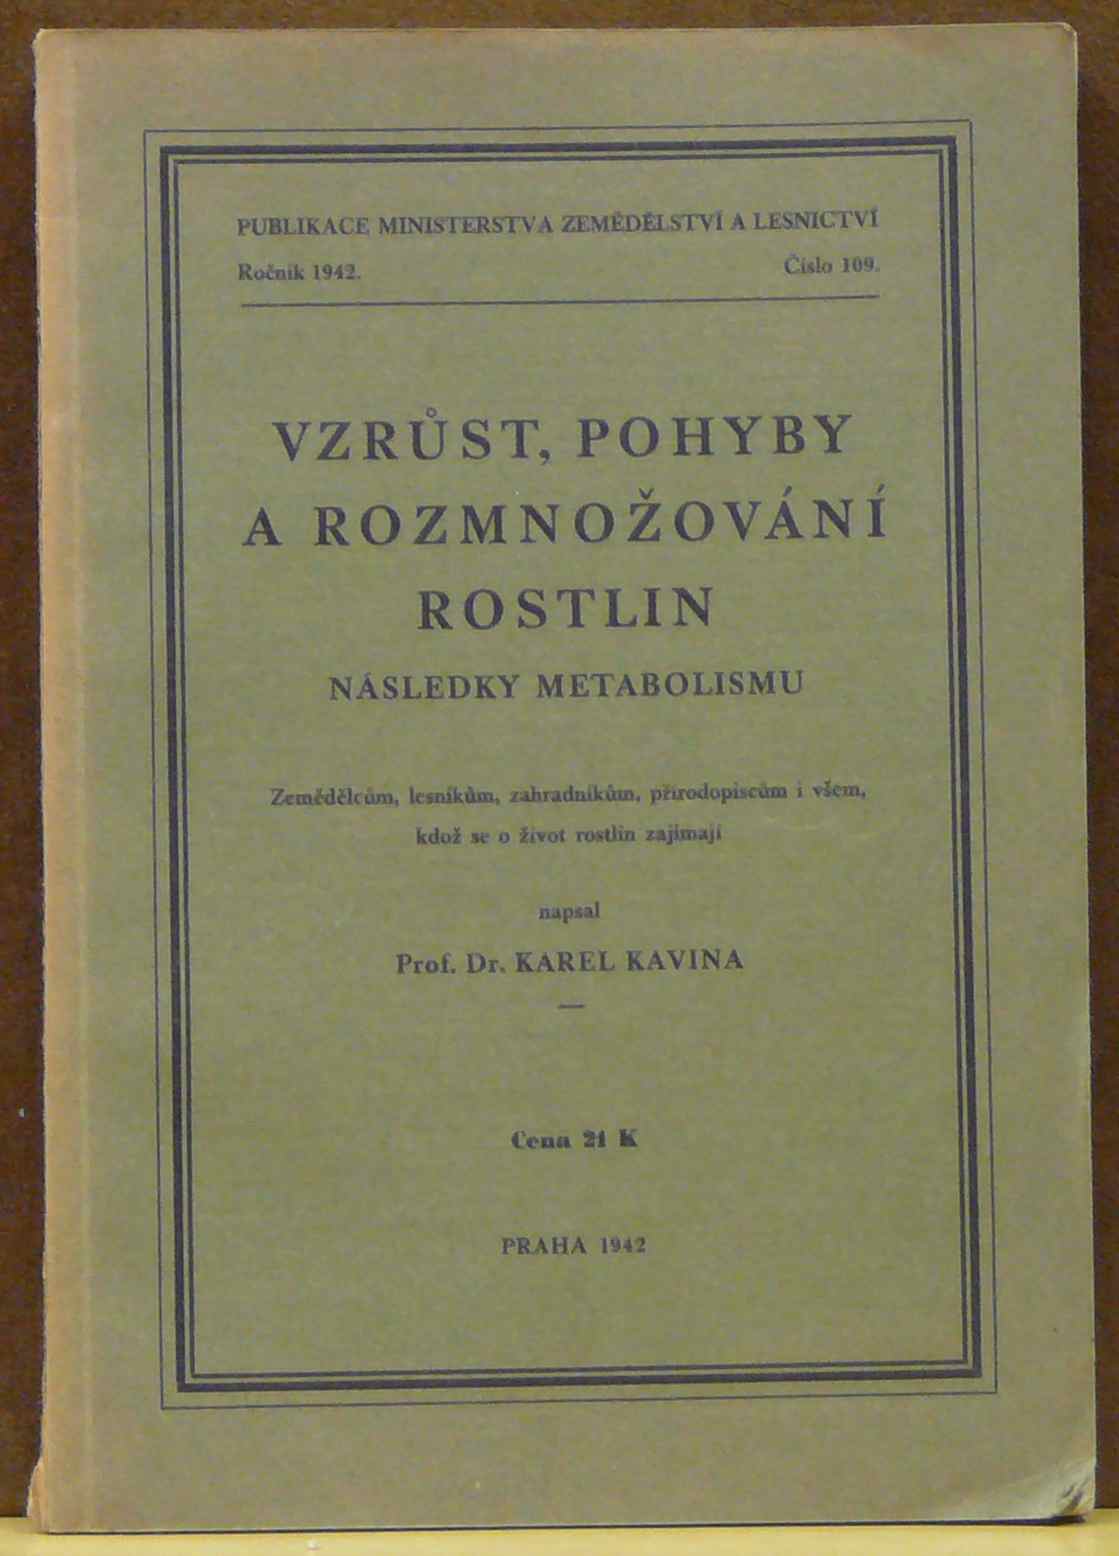 PUBLIKACE MINISTERSTVA ZEMĚDĚLSTVÍ A LESNICTVÍ
Ročník 1942. Číslo 109.
VZRŮST, POHYBY
A ROZMNOŽOVÁNÍ
ROSTLIN
NÁSLEDKY METABOLISMU
Zemědělcům, lesníkům, zahradníkům, přírodopiscům i všem,
kdož se o život rostlin zajímají
napsal
Prof. Dr. KAREL KAVINA
Cena 21 K
PRAHA 1942